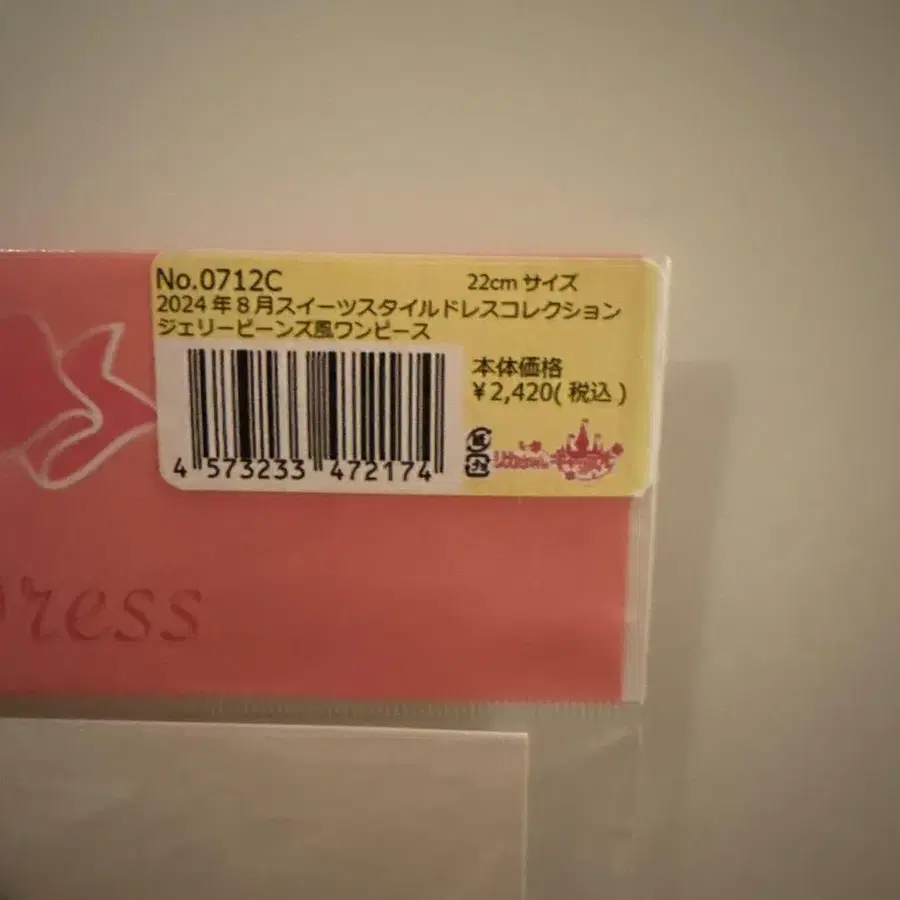 No.0712C 22cm サイズ
2024年8月スイーツスタイルドレスコレクション
ジェリービーンズ風ワンピース
本体価格
¥2,420(税込)
4 573233 472174
ress